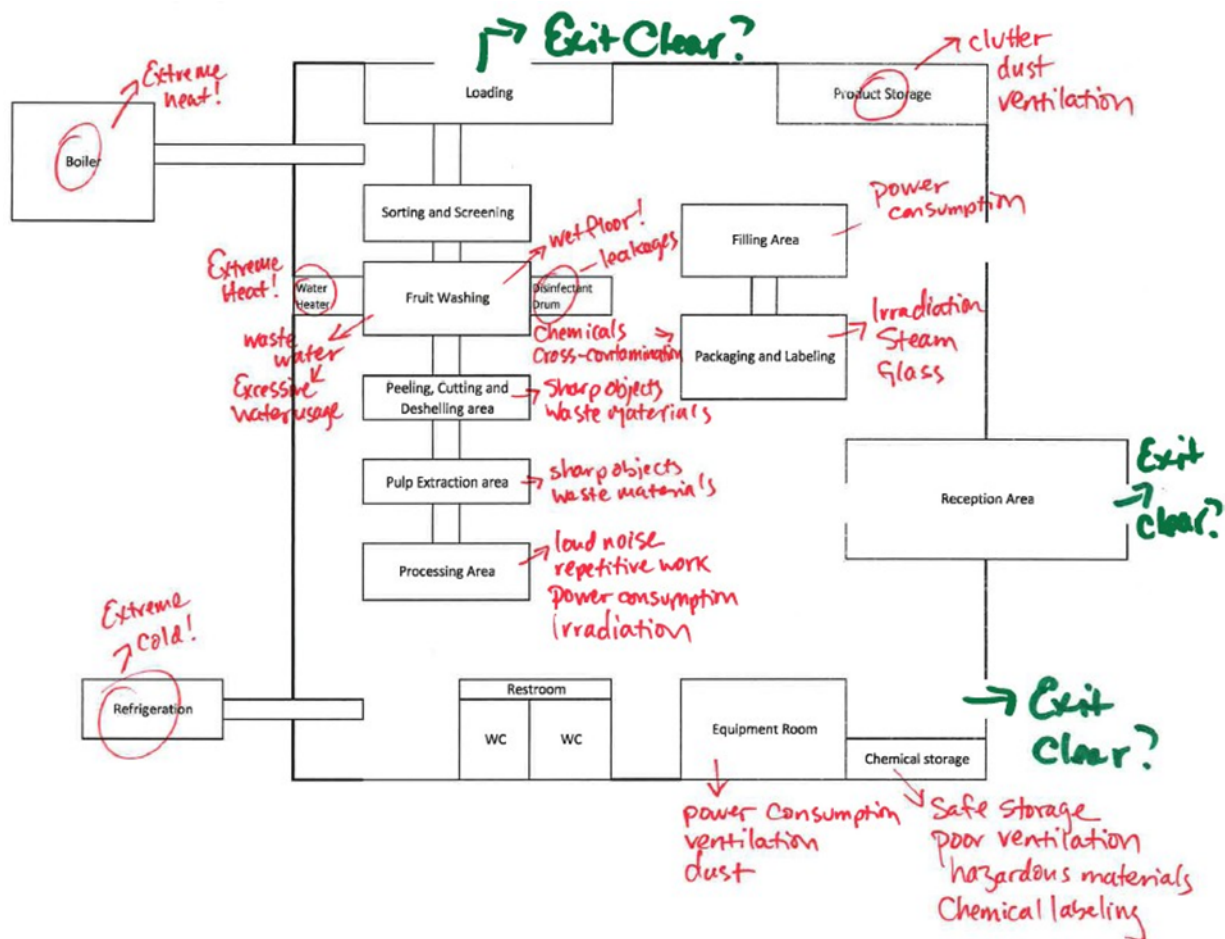 Exit Clear?
clutter
dust
ventilation
Extreme
heat!
Loading
Product Storage
Boiler
power
consumption
Sorting and Screening
wet floor!
leakages
Filling Area
Extreme
Heat!
Water
Heater
Fruit Washing
Disinfectant
Drum
waste
water
Excessive
water usage
Chemicals
Cross-contamination
Packaging and Labeling
Irradiation
Steam
Glass
Peeling, Cutting and
Deshelling area
Sharp objects
waste materials
Exit
clear?
Pulp Extraction area
sharp objects
waste materials
Reception Area
Processing Area
loud noise
repetitive work
power consumption
Irradiation
Extreme
cold!
Refrigeration
Restroom
WC
WC
Equipment Room
Chemical storage
Exit
Clear?
power consumption
ventilation
dust
Safe Storage
poor ventilation
hazardous materials
Chemical labeling